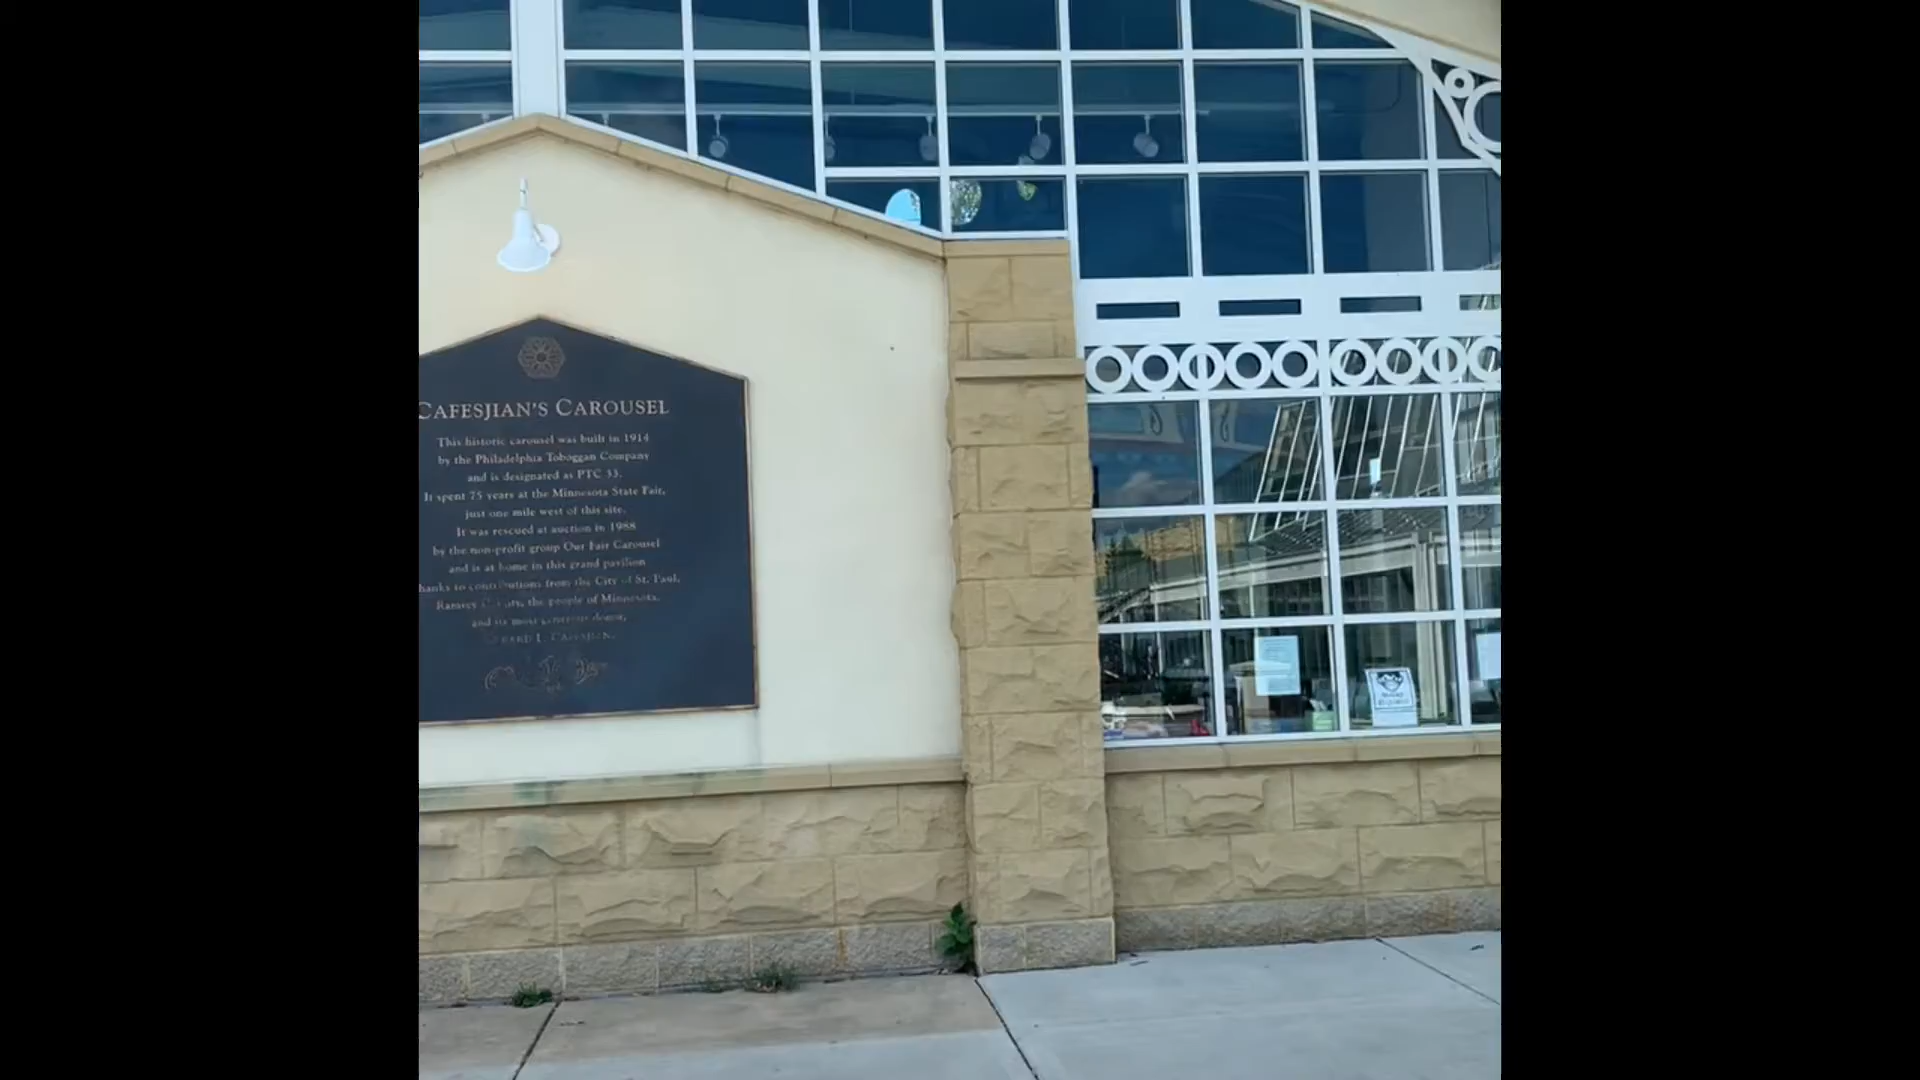 CAFESJIAN'S CAROUSEL
This historic carousel was built in 1914
by the Philadelphia Toboggan Company
and is designated as PTC 33.
It spent 75 years at the Minnesota State Fair,
just one mile west of this site.
It was rescued at auction in 1988
by the non-profit group Our Fair Carousel
and is at home in this grand pavilion
hanks to contributions from the City of St. Paul,
Ramsey the people of Minnesota,
and its most generous donor,